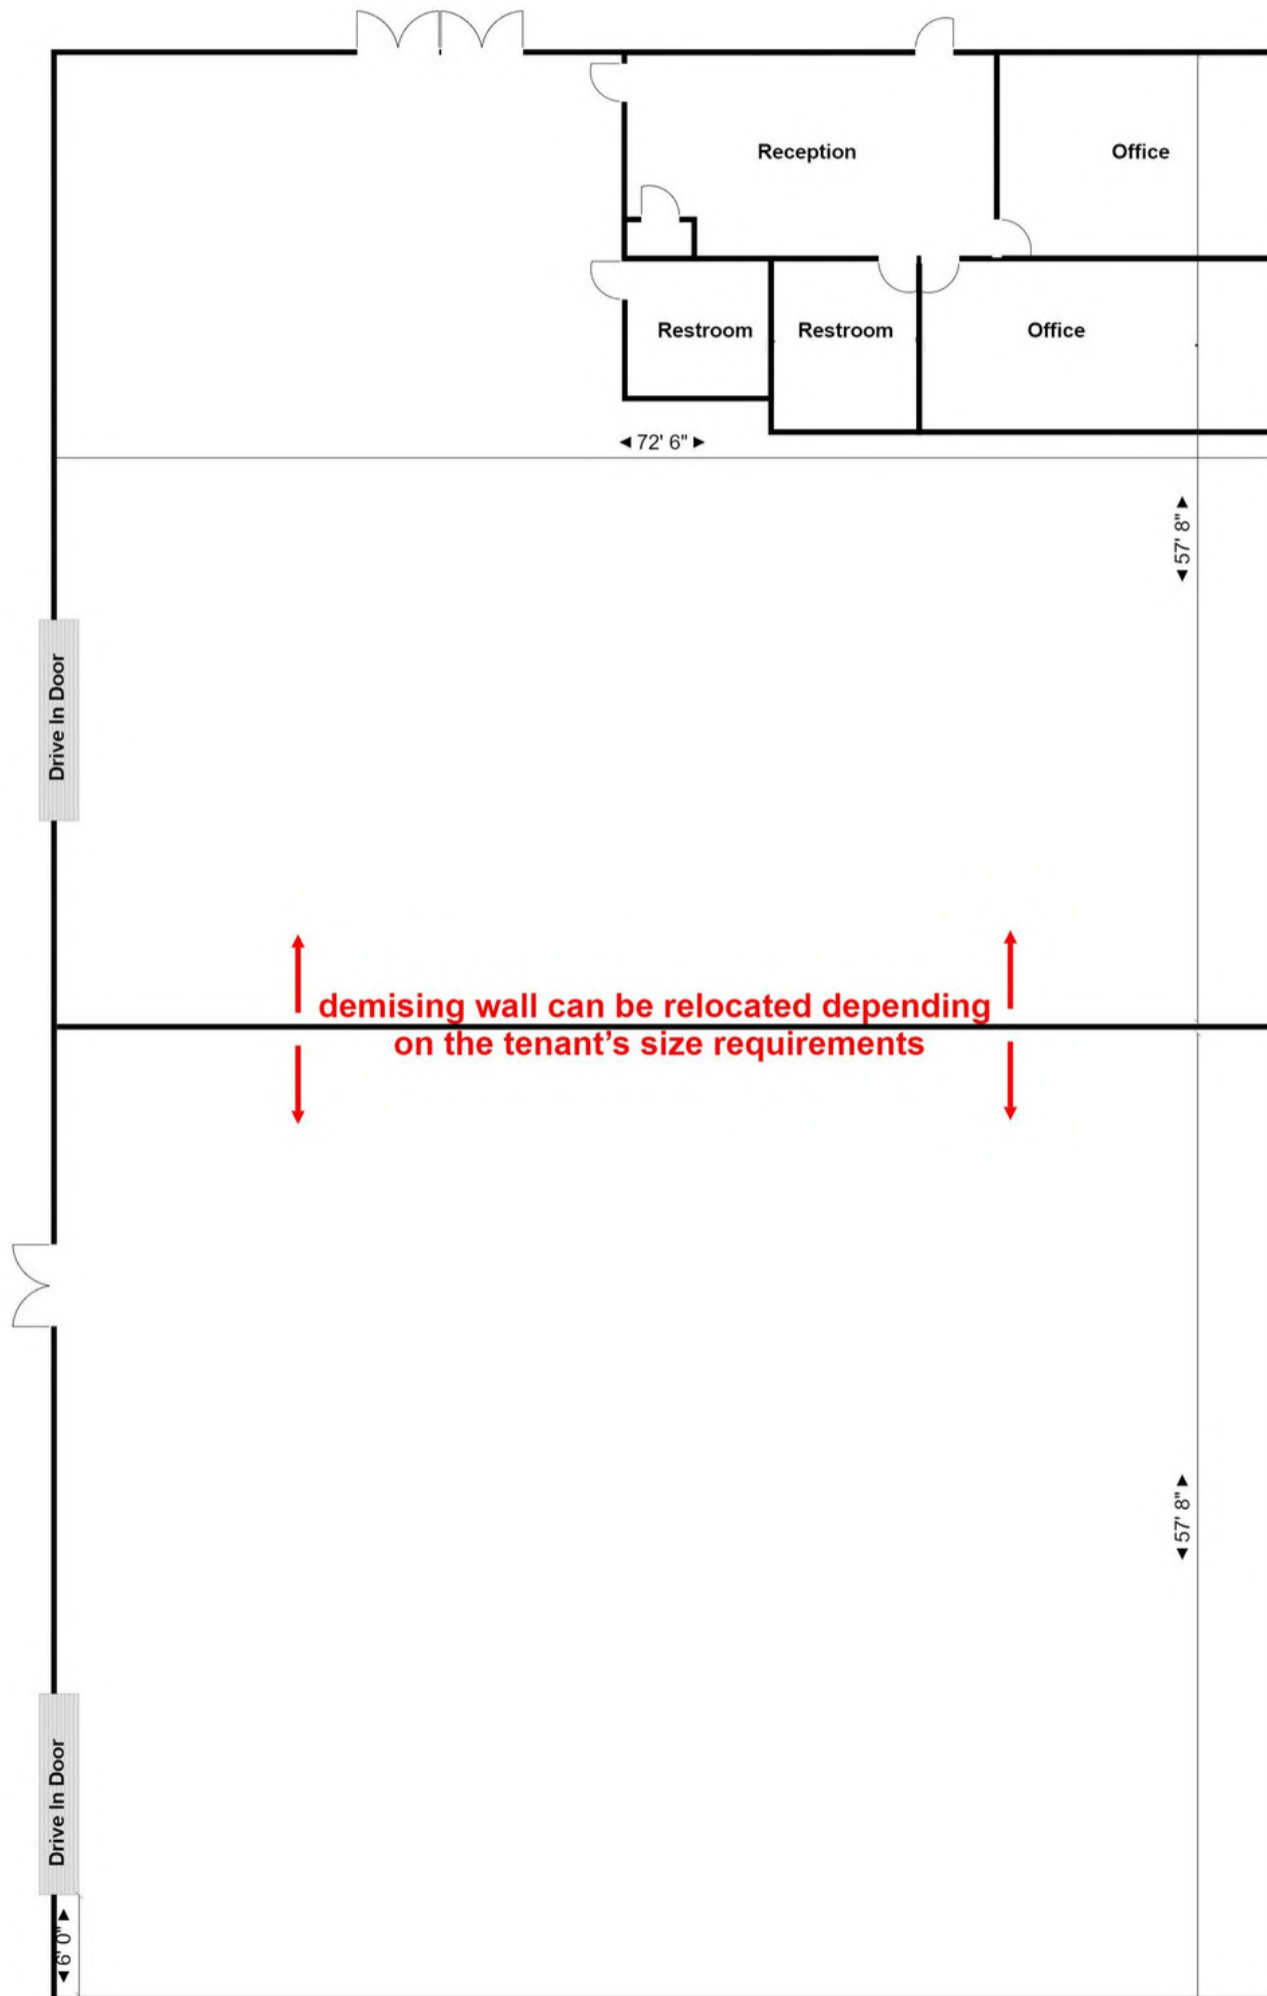 Reception
Office
Restroom
Restroom
Office
72' 6"
57' 8"
Drive In Door
demising wall can be relocated depending
on the tenant’s size requirements
57' 8"
Drive In Door
6' 0"